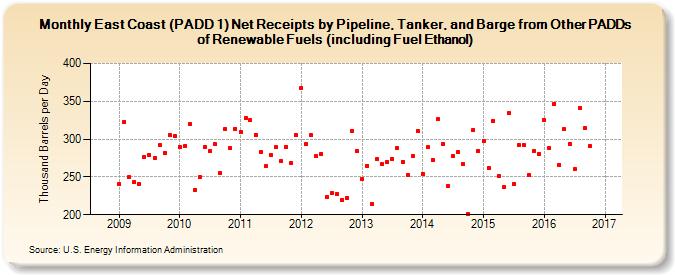 Monthly East Coast (PADD 1) Net Receipts by Pipeline, Tanker, and Barge from Other PADDs
of Renewable Fuels (including Fuel Ethanol)
Thousand Barrels per Day
400
350
300
250
200
2009 2010 2011 2012 2013 2014 2015 2016 2017
Source: U.S. Energy Information Administration